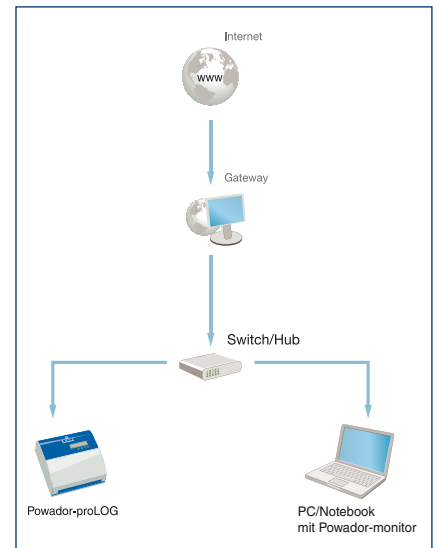 Internet
www
Gateway
Switch/Hub
Powador-proLOG
PC/Notebook
mit Powador-monitor